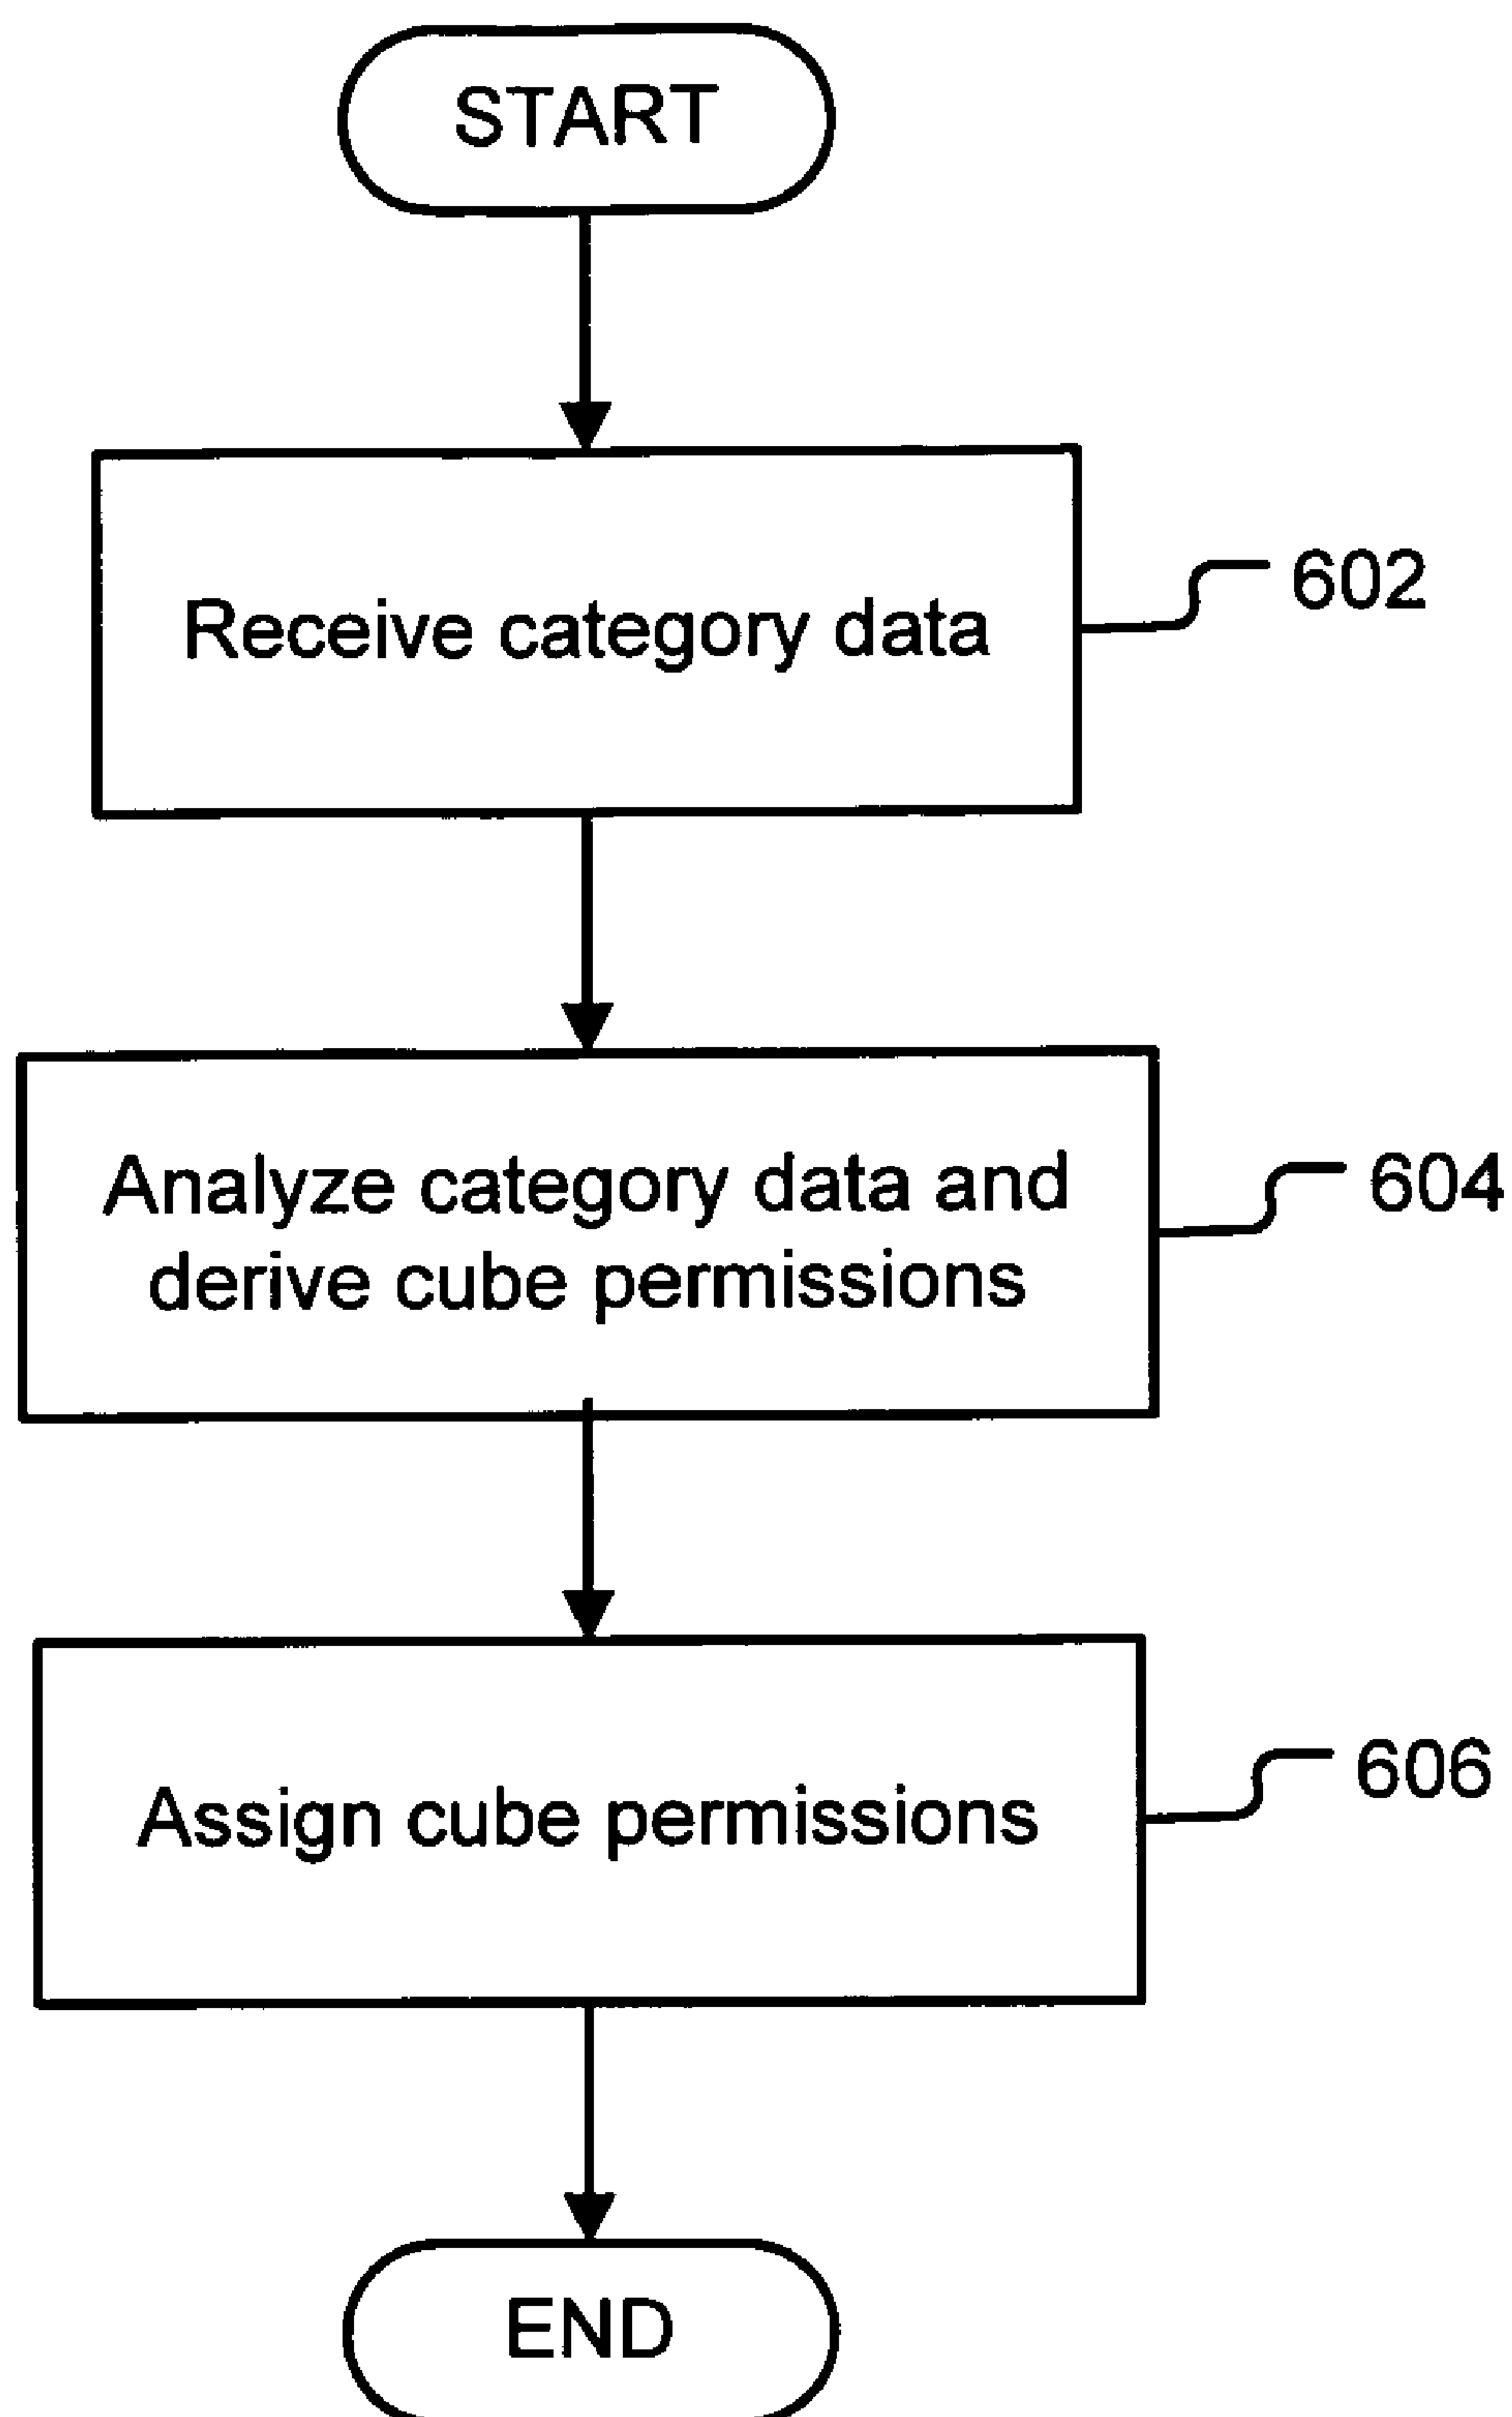 START
Receive category data
602
Analyze category data and
derive cube permissions
604
Assign cube permissions
606
END